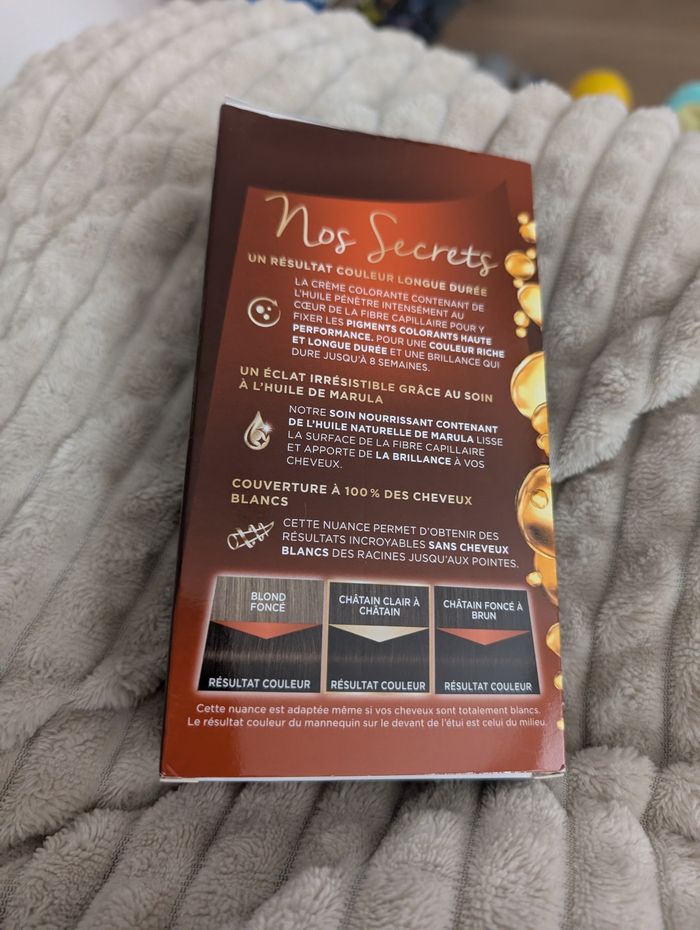 Nos Secrets
UN RÉSULTAT COULEUR LONGUE DURÉE
LA CRÈME COLORANTE CONTENANT DE
L'HUILE PÉNÈTRE INTENSÉMENT AU
CŒUR DE LA FIBRE CAPILLAIRE POUR Y
FIXER LES PIGMENTS COLORANTS HAUTE
PERFORMANCE. POUR UNE COULEUR RICHE
ET LONGUE DURÉE ET UNE BRILLANCE QUI
DURE JUSQU'À 8 SEMAINES.
UN ÉCLAT IRRÉSISTIBLE GRÂCE AU SOIN
À L'HUILE DE MARULA
NOTRE SOIN NOURRISSANT CONTENANT
DE L'HUILE NATURELLE DE MARULA LISSE
LA SURFACE DE LA FIBRE CAPILLAIRE
ET APPORTE DE LA BRILLANCE À VOS
CHEVEUX.
COUVERTURE À 100 % DES CHEVEUX
BLANCS
CETTE NUANCE PERMET D'OBTENIR DES
RÉSULTATS INCROYABLES SANS CHEVEUX
BLANCS DES RACINES JUSQU'AUX POINTES.
BLOND
FONCÉ
RÉSULTAT COULEUR
CHÂTAIN CLAIR À
CHÂTAIN
RÉSULTAT COULEUR
CHÂTAIN FONCÉ À
BRUN
RÉSULTAT COULEUR
Cette nuance est adaptée même si vos cheveux sont totalement blancs.
Le résultat couleur du mannequin sur le devant de l'étui est celui du milieu.